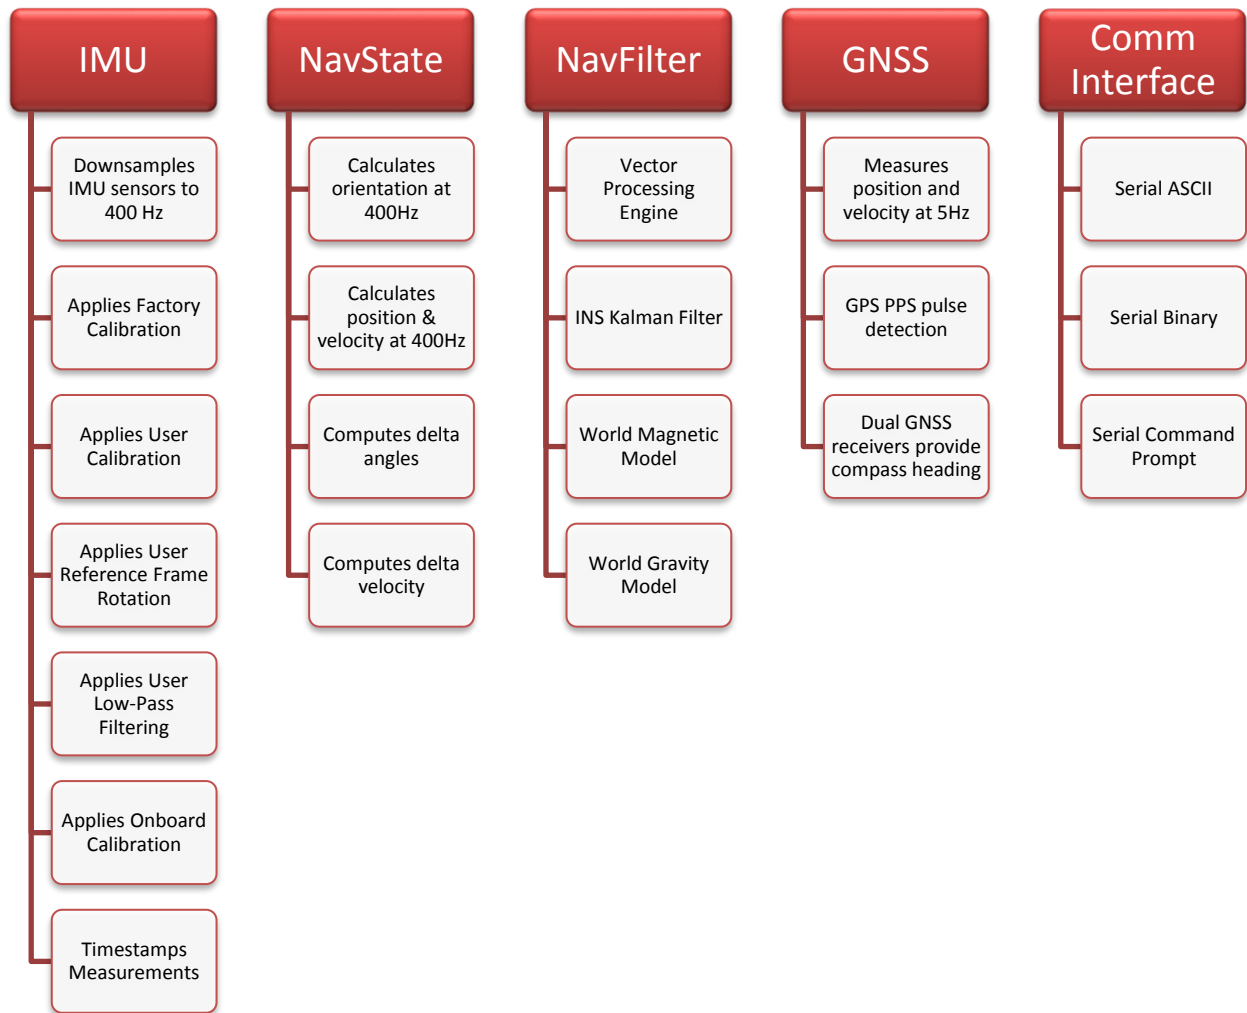 IMU
Downsamples
IMU sensors to
400 Hz
Applies Factory
Calibration
Applies User
Calibration
Applies User
Reference Frame
Rotation
Applies User
Low-Pass
Filtering
Applies Onboard
Calibration
Timestamps
Measurements
NavState
Calculates
orientation at
400Hz
Calculates
position &
velocity at 400Hz
Computes delta
angles
Computes delta
velocity
NavFilter
Vector
Processing
Engine
INS Kalman Filter
World Magnetic
Model
World Gravity
Model
GNSS
Measures
position and
velocity at 5Hz
GPS PPS pulse
detection
Dual GNSS
receivers provide
compass heading
Comm
Interface
Serial ASCII
Serial Binary
Serial Command
Prompt